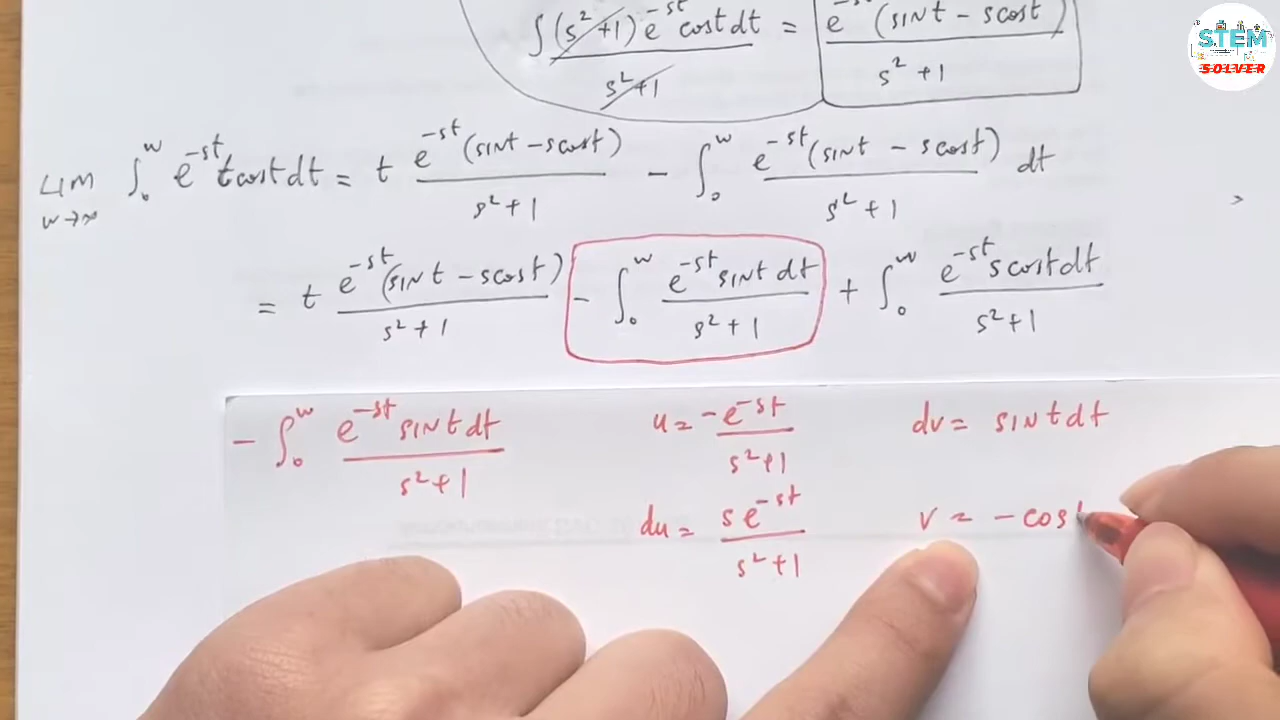 STEM
SOLVER
∫ (s²+1) e^-st cost dt / s²+1 = e^-st (sint - scost) / s²+1
Lim w→∞ ∫₀^w e^-st tcost dt = t e^-st (sint - scost) / s²+1 - ∫₀^w e^-st (sint - scost) / s²+1 dt
= t e^-st (sint - scost) / s²+1 - ∫₀^w e^-st sint dt / s²+1 + ∫₀^w e^-st scost dt / s²+1
- ∫₀^w e^-st sint dt / s²+1 u = -e^-st / s²+1 dv = sint dt
du = s e^-st / s²+1 v = -cost